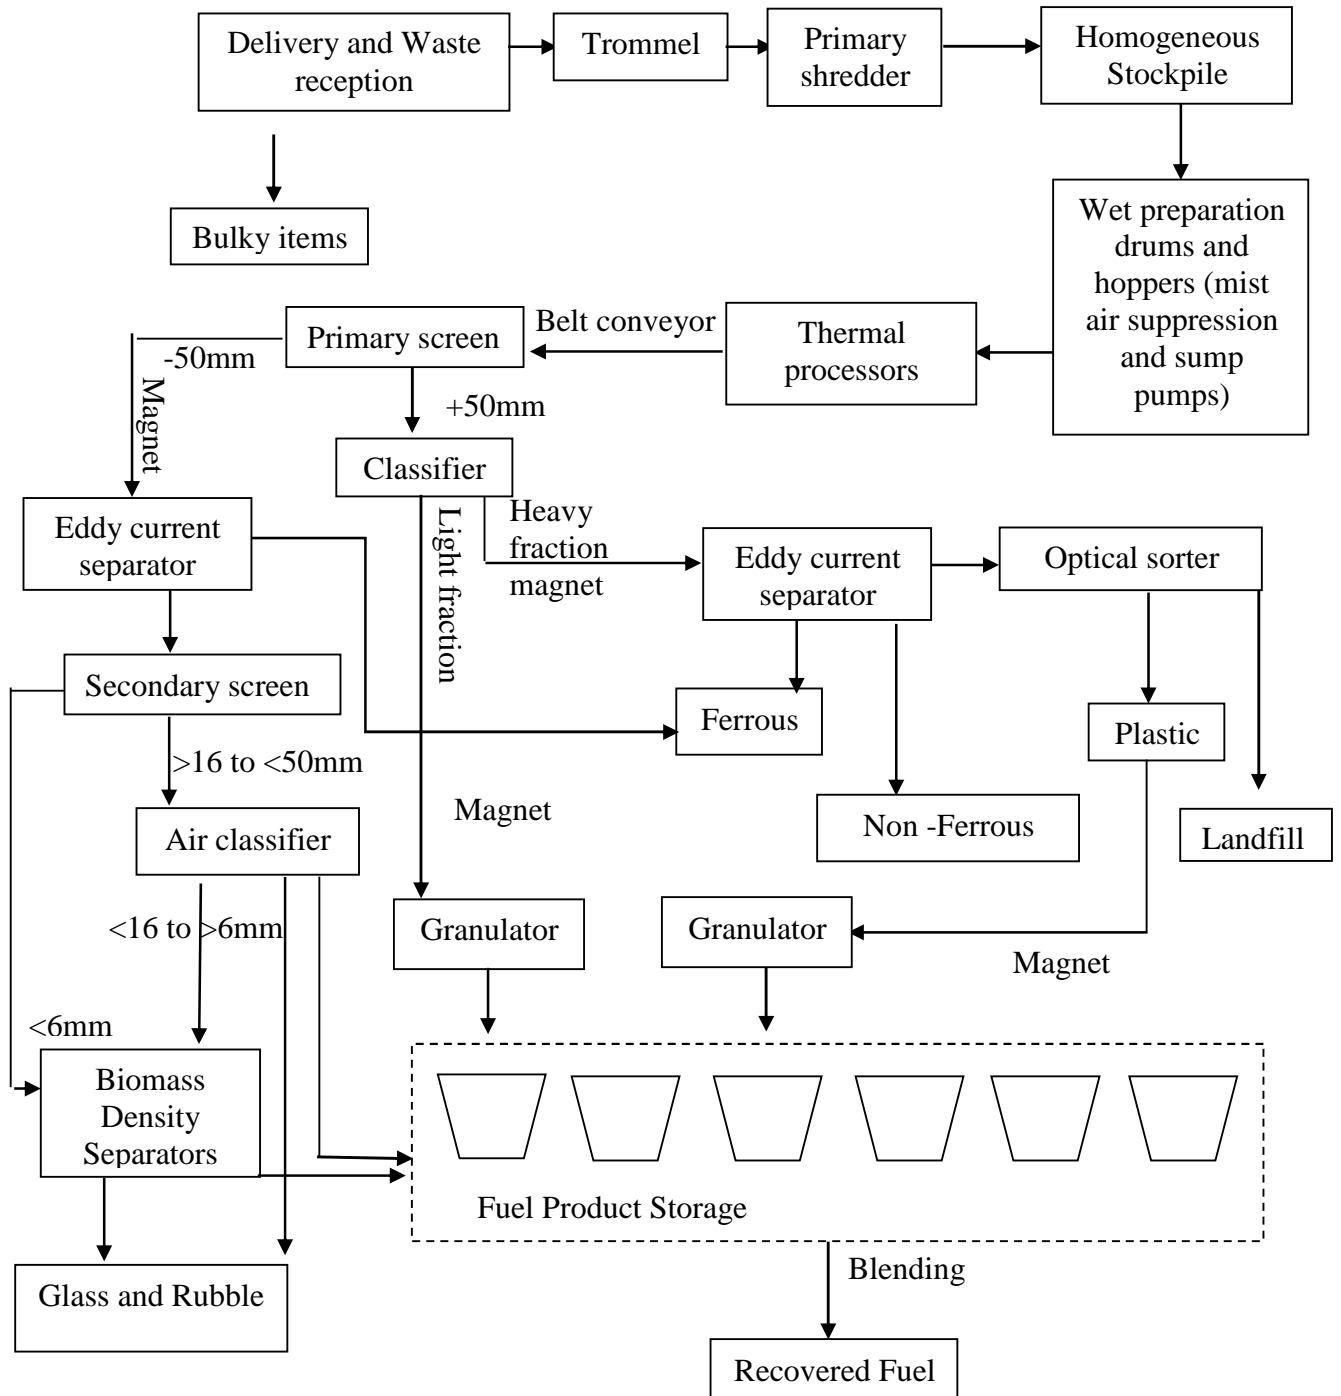 Delivery and Waste
reception
Trommel
Primary
shredder
Homogeneous
Stockpile
Bulky items
Wet preparation
drums and
hoppers (mist
air suppression
and sump
pumps)
Thermal
processors
Belt conveyor
Primary screen
-50mm
Magnet
+50mm
Classifier
Eddy current
separator
Light fraction
Heavy
fraction
magnet
Eddy current
separator
Optical sorter
Secondary screen
Ferrous
Plastic
>16 to <50mm
Magnet
Non -Ferrous
Landfill
Air classifier
<16 to >6mm
Granulator
Granulator
Magnet
<6mm
Biomass
Density
Separators
Fuel Product Storage
Glass and Rubble
Blending
Recovered Fuel